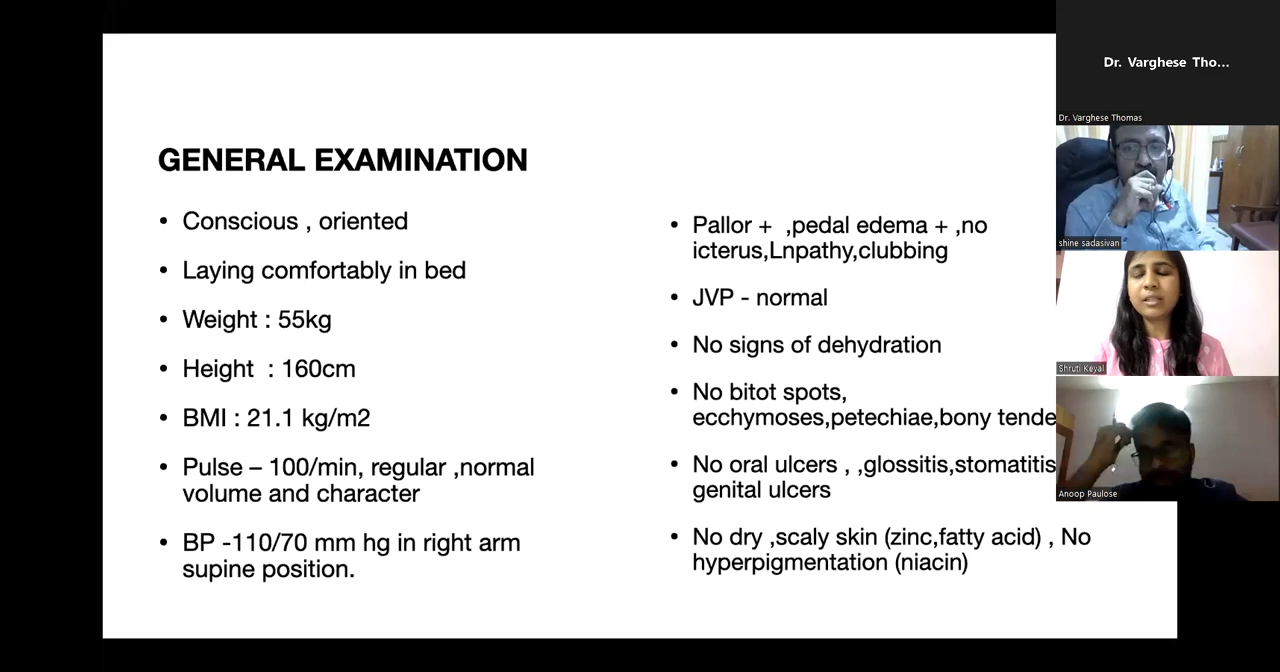 GENERAL EXAMINATION
• Conscious , oriented
• Laying comfortably in bed
• Weight : 55kg
• Height : 160cm
• BMI : 21.1 kg/m2
• Pulse – 100/min, regular ,normal
volume and character
• BP -110/70 mm hg in right arm
supine position.
• Pallor + ,pedal edema + ,no
icterus,Lnpathy,clubbing
• JVP - normal
• No signs of dehydration
• No bitot spots,
ecchymoses,petechiae,bony tende
• No oral ulcers , ,glossitis,stomatitis
genital ulcers
• No dry ,scaly skin (zinc,fatty acid) , No
hyperpigmentation (niacin)
Dr. Varghese Tho...
Dr. Varghese Thomas
shine sadasivan
Shruti Keyal
Anoop Paulose